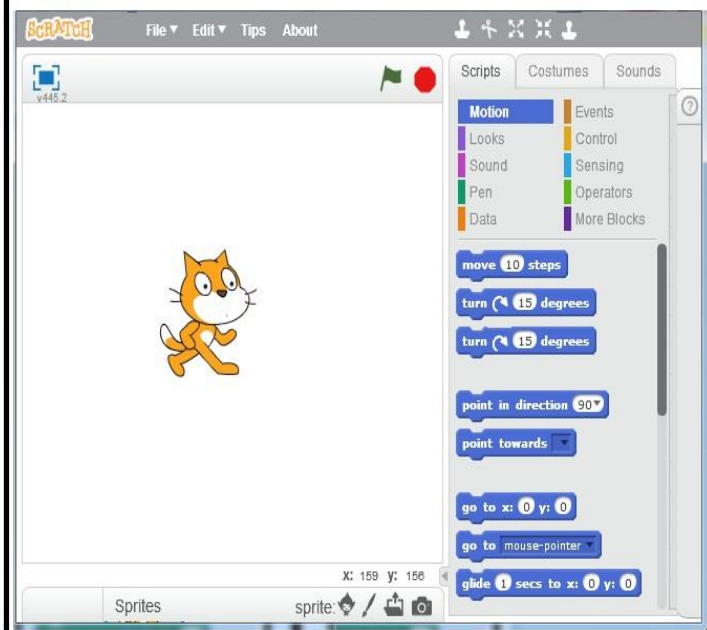 SCRATCH File Edit Tips About
v445.2
Scripts Costumes Sounds
Motion Events
Looks Control
Sound Sensing
Pen Operators
Data More Blocks
move 10 steps
turn 15 degrees
turn 15 degrees
point in direction 90
point towards
go to x: 0 y: 0
go to mouse-pointer
glide 1 secs to x: 0 y: 0
x: 159 y: 156
Sprites sprite:
?